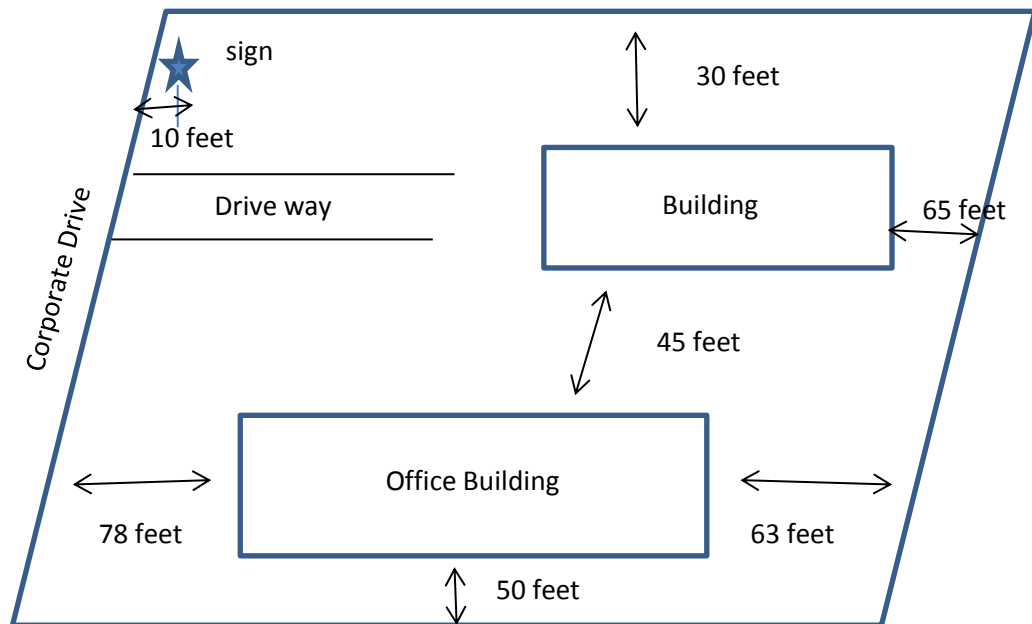 sign
30 feet
10 feet
Drive way
Building
65 feet
Corporate Drive
45 feet
Office Building
78 feet
63 feet
50 feet